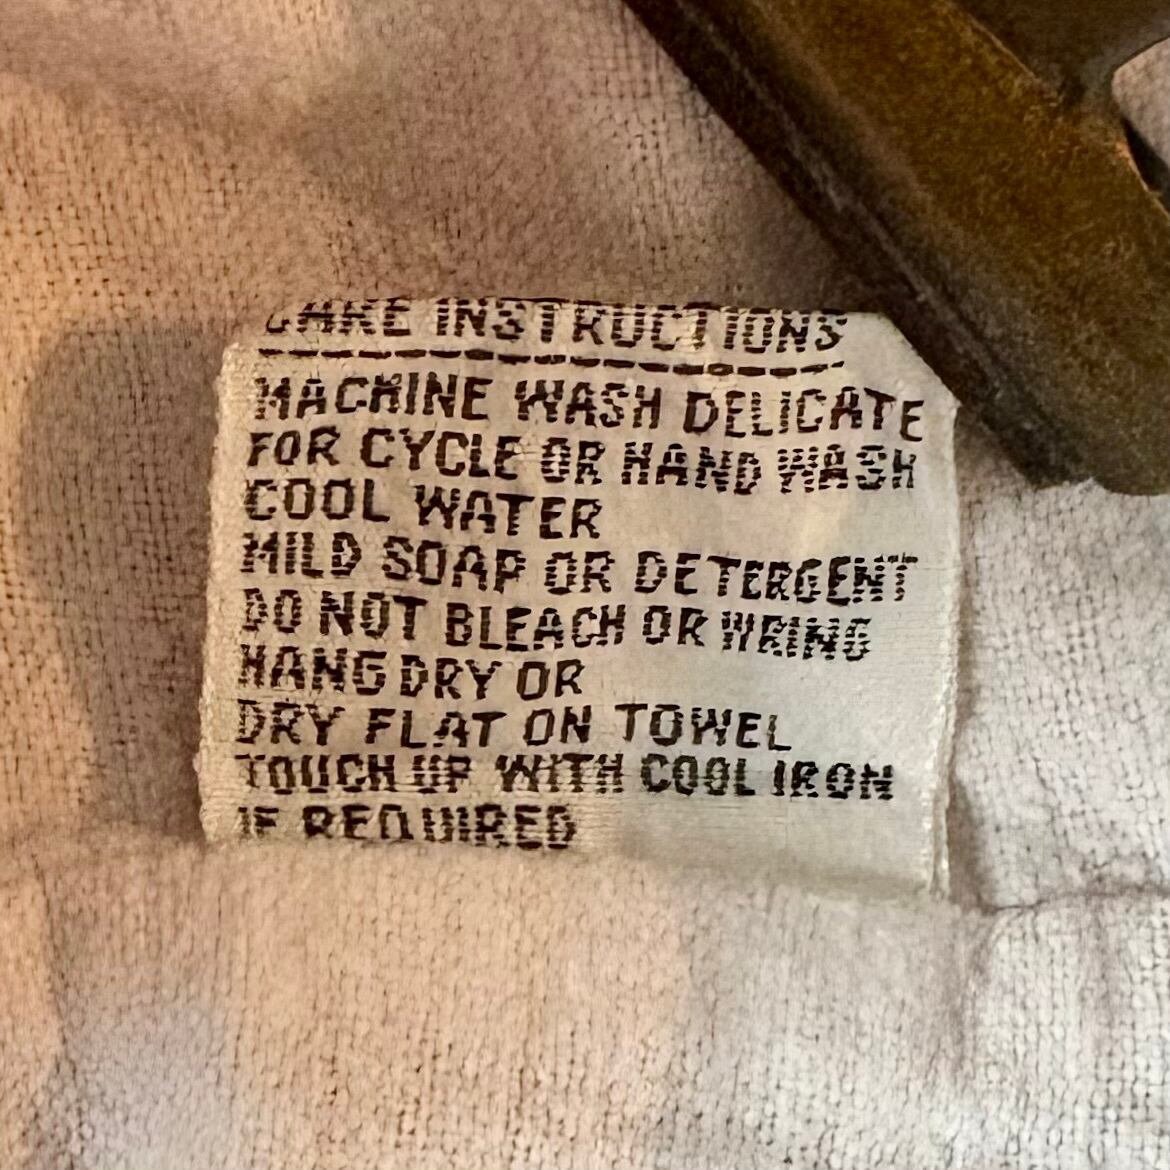 CARE INSTRUCTIONS
MACHINE WASH DELICATE
FOR CYCLE OR HAND WASH
COOL WATER
MILD SOAP OR DETERGENT
DO NOT BLEACH OR WRING
HANG DRY OR
DRY FLAT ON TOWEL
TOUCH UP WITH COOL IRON
IF REQUIRED